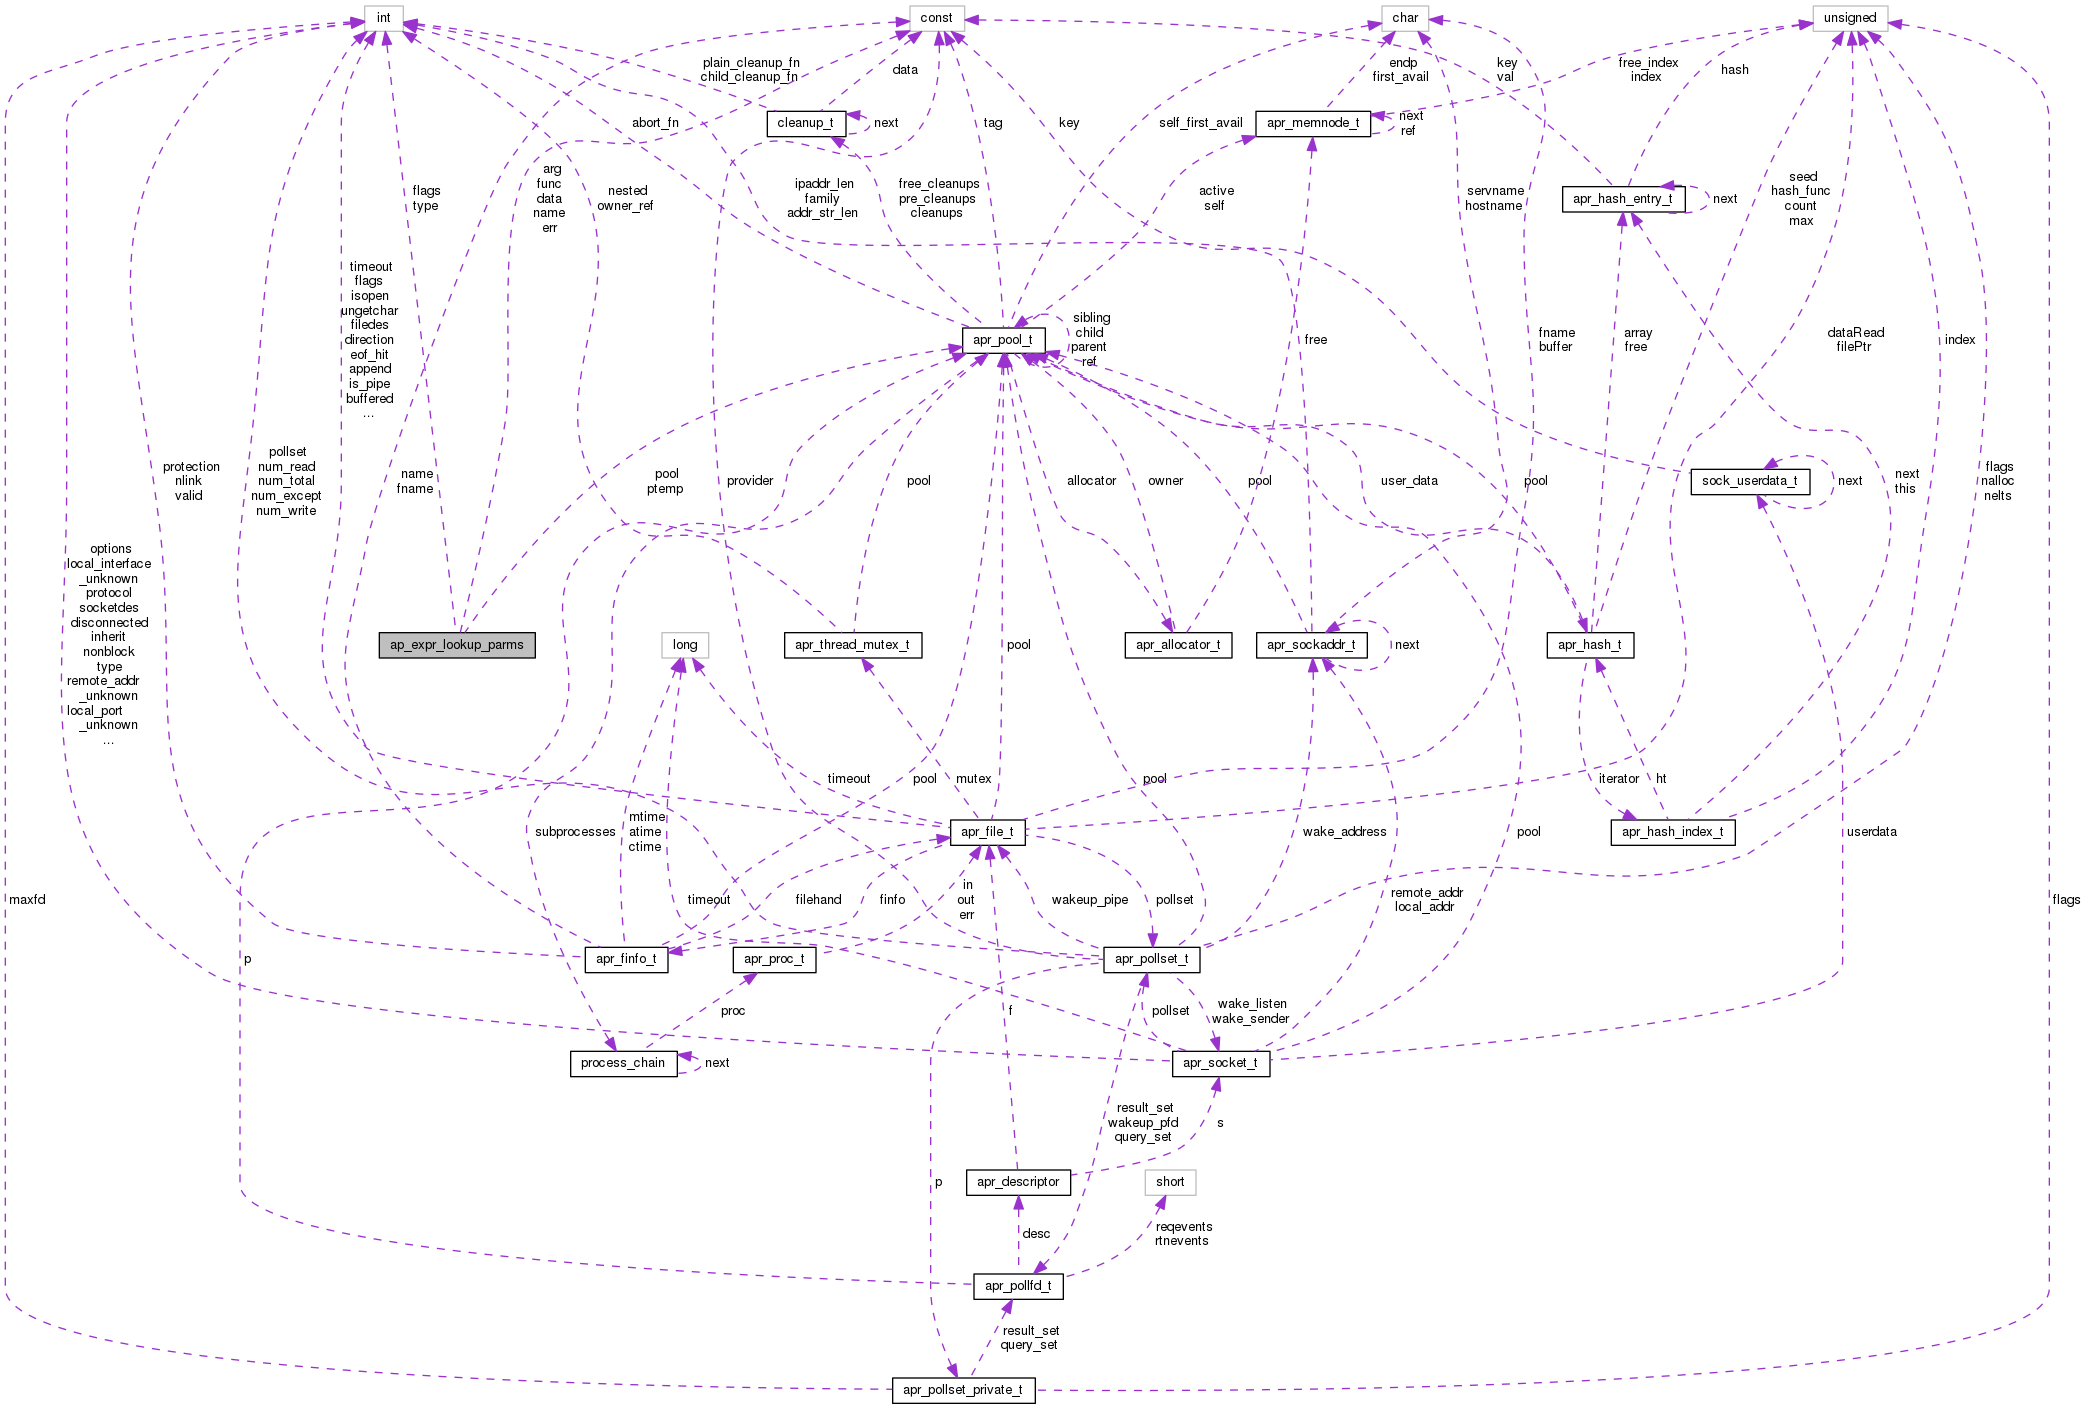 int
const
char
unsigned
plain_cleanup_fn
child_cleanup_fn
data
endp
first_avail
key
val
free_index
index
hash
cleanup_t
next
abort_fn
tag
key
self_first_avail
apr_memnode_t
next
ref
arg
func
data
name
err
flags
type
nested
owner_ref
ipaddr_len
family
addr_str_len
free_cleanups
pre_cleanups
cleanups
active
self
servname
hostname
apr_hash_entry_t
next
seed
hash_func
count
max
timeout
flags
isopen
ungetchar
filedes
direction
eof_hit
append
is_pipe
buffered
...
apr_pool_t
sibling
child
parent
ref
free
fname
buffer
array
free
dataRead
filePtr
index
protection
nlink
valid
pollset
num_read
num_total
num_except
num_write
name
fname
pool
ptemp
provider
pool
allocator
owner
pool
user_data
pool
sock_userdata_t
next
next
this
flags
nalloc
nelts
options
local_interface
_unknown
protocol
socketdes
disconnected
inherit
nonblock
type
remote_addr
_unknown
local_port
_unknown
...
ap_expr_lookup_parms
long
apr_thread_mutex_t
pool
apr_allocator_t
apr_sockaddr_t
next
apr_hash_t
timeout
pool
mutex
pool
iterator
ht
subprocesses
mtime
atime
ctime
apr_file_t
wake_address
pool
apr_hash_index_t
userdata
maxfd
timeout
filehand
finfo
in
out
err
wakeup_pipe
pollset
remote_addr
local_addr
flags
p
apr_finfo_t
apr_proc_t
apr_pollset_t
proc
f
pollset
wake_listen
wake_sender
process_chain
next
apr_socket_t
result_set
wakeup_pfd
query_set
s
p
apr_descriptor
short
desc
reqevents
rtnevents
apr_pollfd_t
result_set
query_set
apr_pollset_private_t